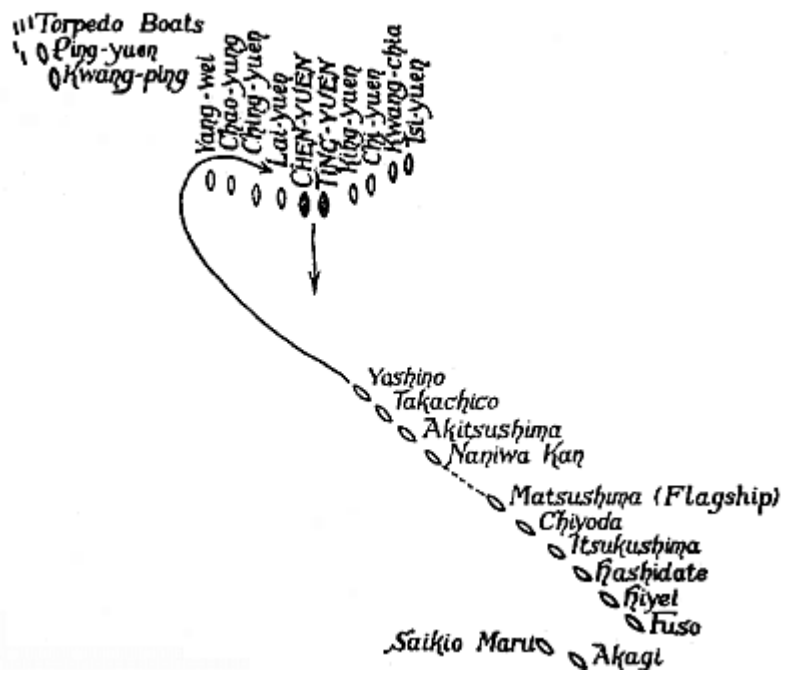 Torpedo Boats
Ping-yuen
Kwang-ping
Yang-wei
Chao-yung
Ching-yuen
Lai-yuen
CHEN-YUEN
TING-YUEN
King-yuen
Chi-yuen
Kwang-chia
Tsi-yuen
Yoshino
Takachico
Akitsushima
Naniwa Kan
Matsushima (Flagship)
Chiyoda
Itsukushima
Hashidate
Hiyei
Fuso
Saikio Maru
Akagi